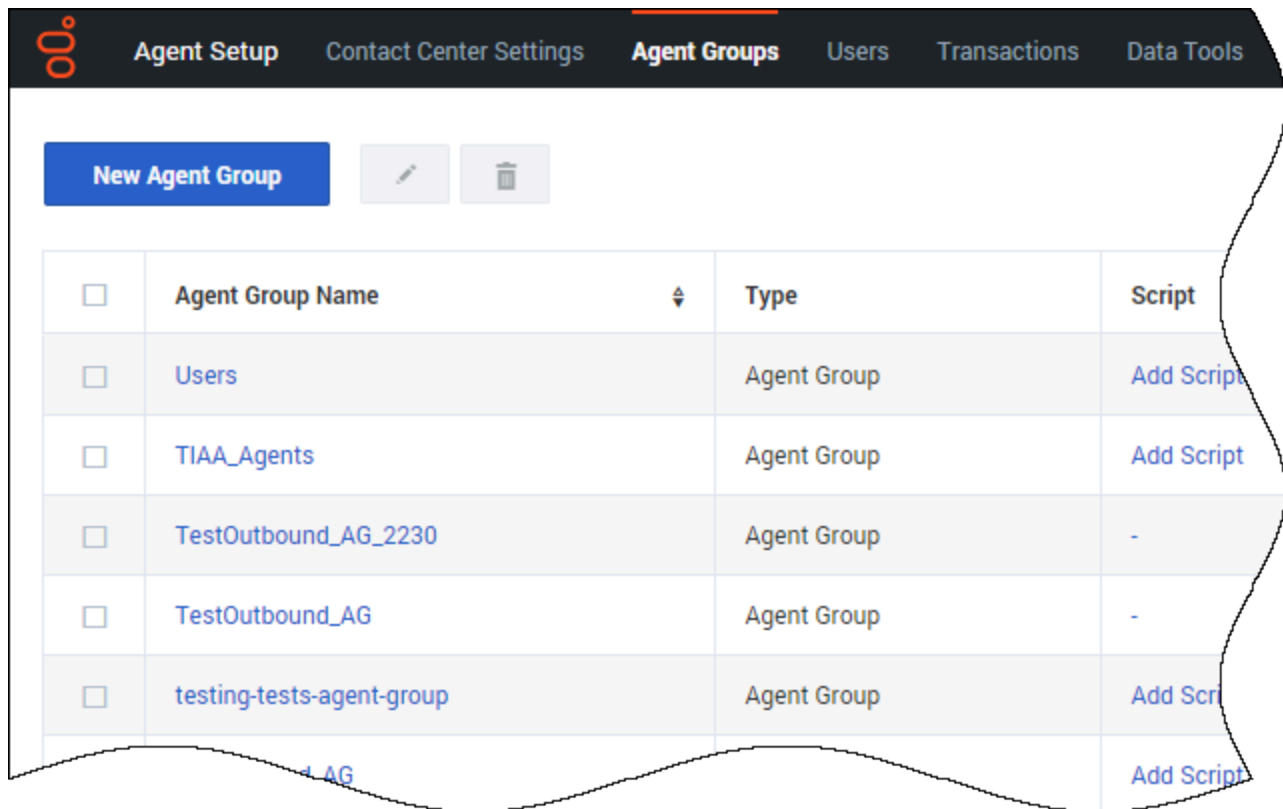 Agent Setup Contact Center Settings Agent Groups Users Transactions Data Tools
New Agent Group
Agent Group Name Type Script
Users Agent Group Add Script
TIAA_Agents Agent Group Add Script
TestOutbound_AG_2230 Agent Group -
TestOutbound_AG Agent Group -
testing-tests-agent-group Agent Group Add
Add Script